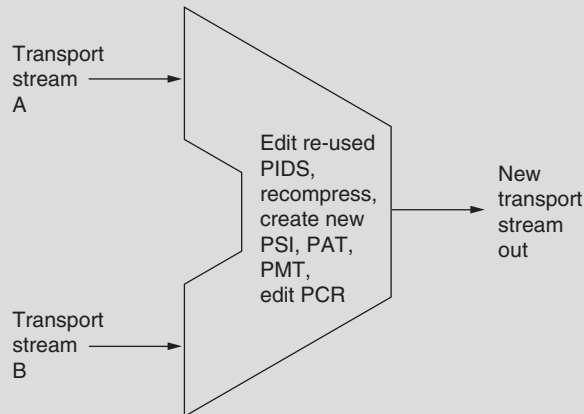 Transport
stream
A
Edit re-used
PIDS,
recompress,
create new
PSI, PAT,
PMT,
edit PCR
New
transport
stream
out
Transport
stream
B